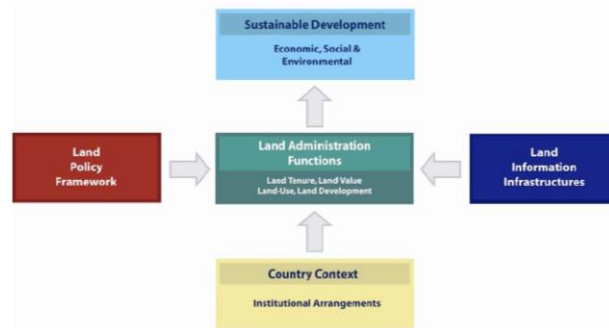 Sustainable Development
Economic, Social &
Environmental
Land
Policy
Framework
Land Administration
Functions
Land Tenure, Land Value
Land-Use, Land Development
Land
Information
Infrastructures
Country Context
Institutional Arrangements